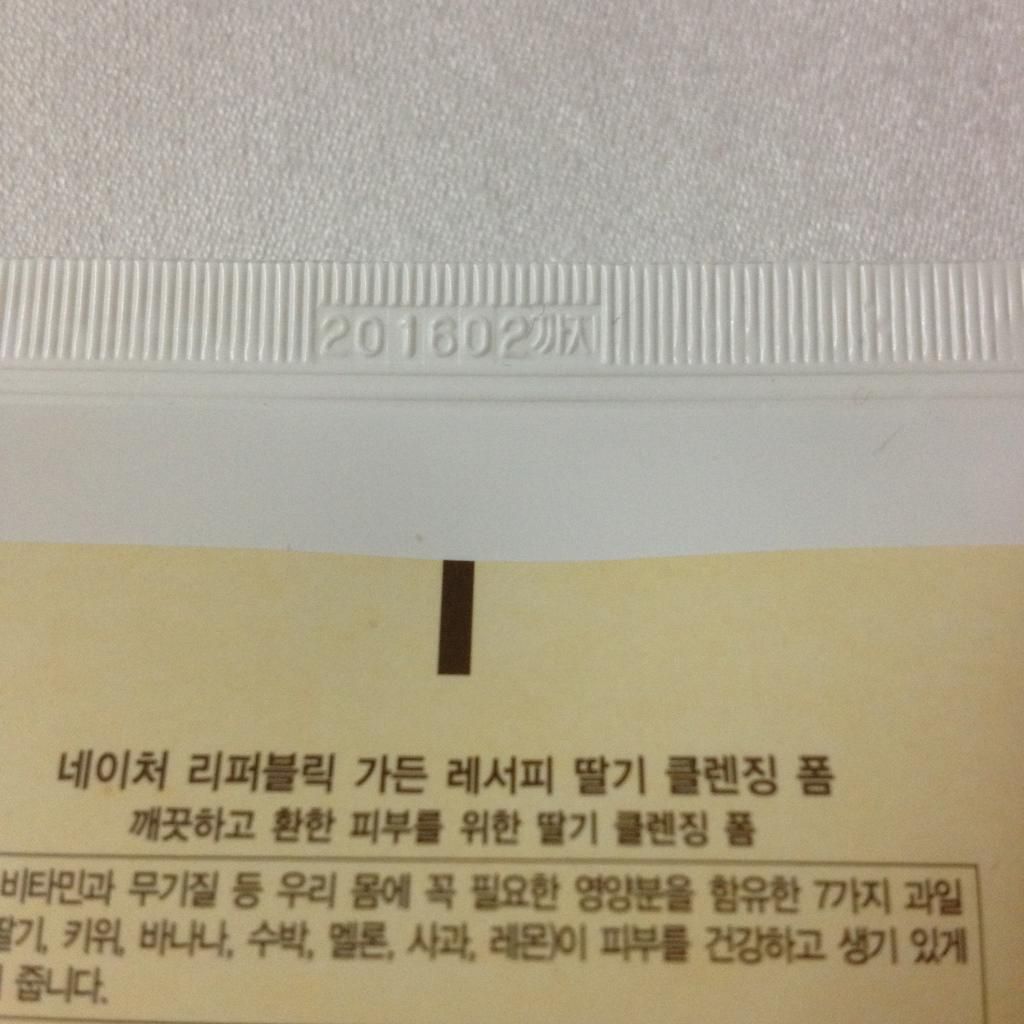 201602까지
네이처 리퍼블릭 가든 레서피 딸기 클렌징 폼
깨끗하고 환한 피부를 위한 딸기 클렌징 폼
비타민과 무기질 등 우리 몸에 꼭 필요한 영양분을 함유한 7가지 과일
딸기, 키위, 바나나, 수박, 멜론, 사과, 레몬)이 피부를 건강하고 생기 있게
줍니다.